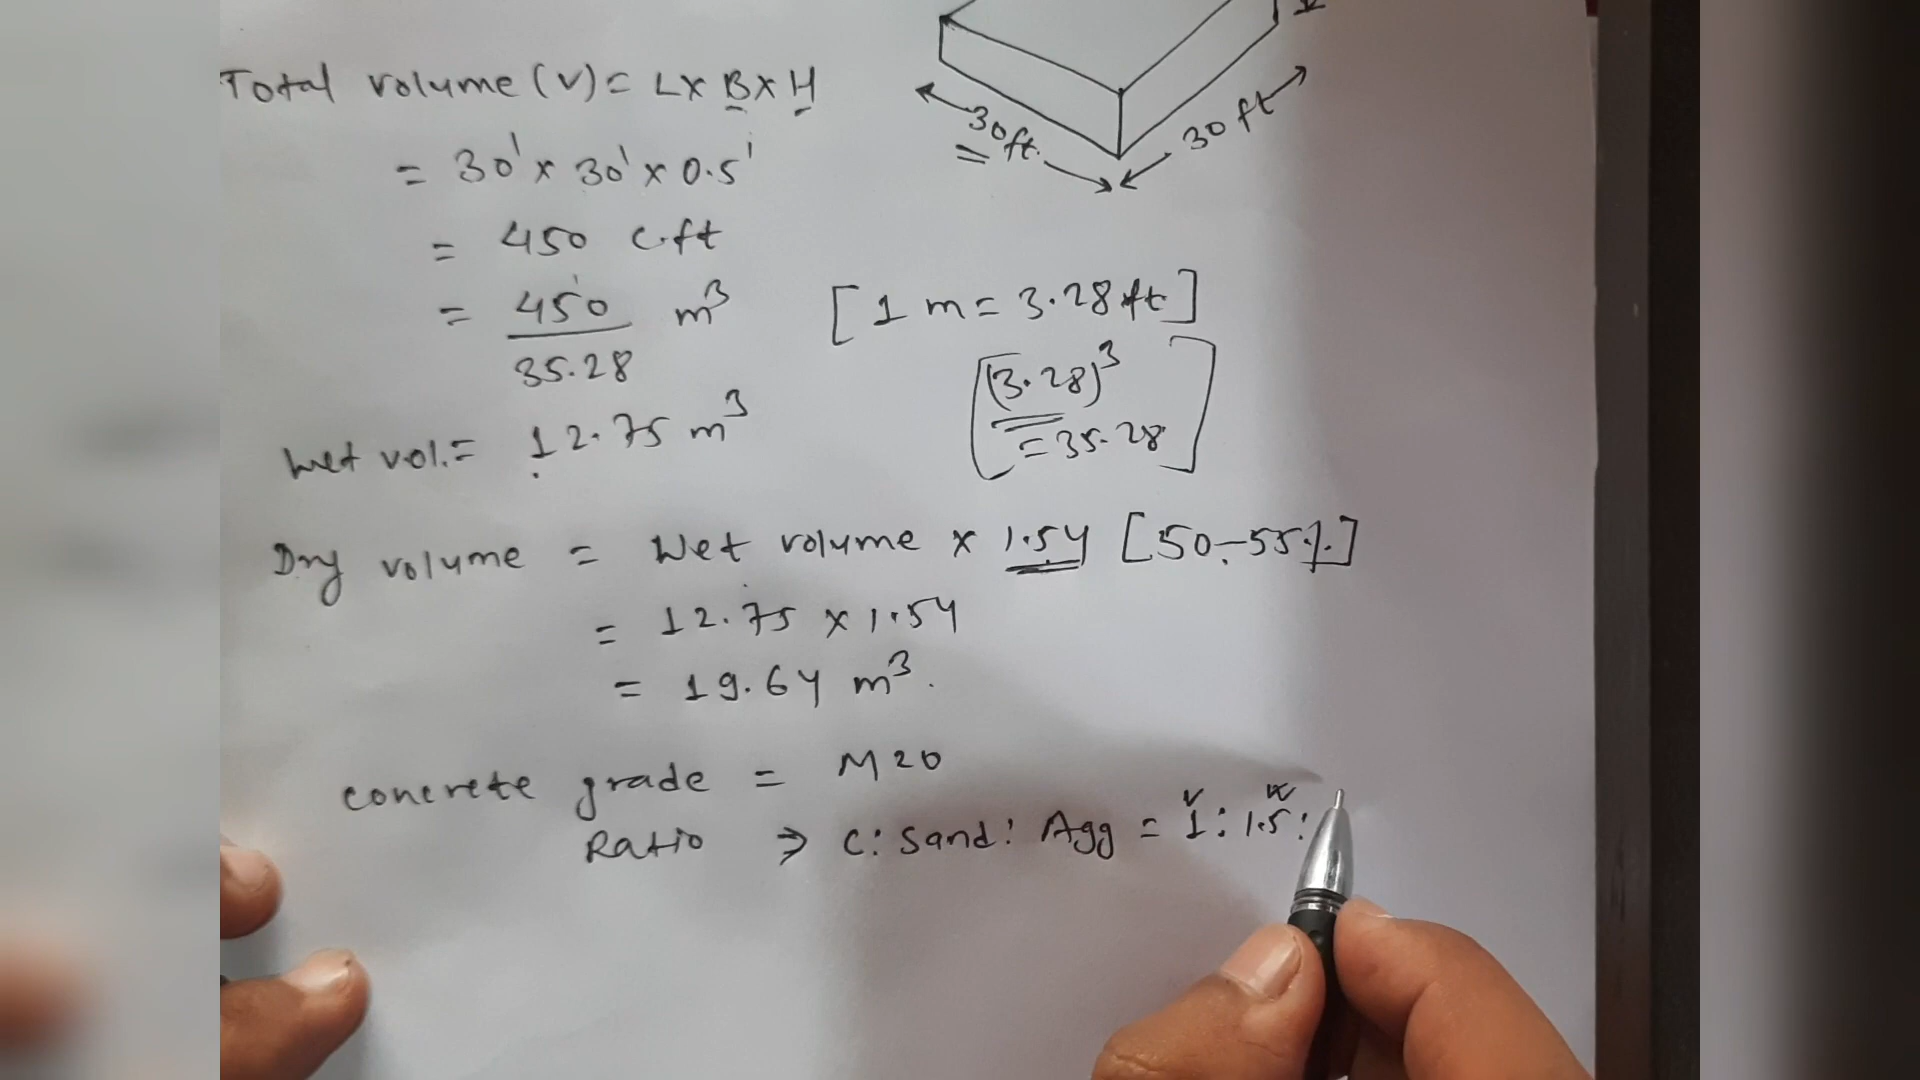 Total volume (V) = L x B x H
= 30' x 30' x 0.5'
= 450 c.ft
= 450/35.28 m³
[1 m = 3.28 ft]
[(3.28)³
= 35.28]
Wet vol. = 12.75 m³
30 ft.
30 ft
Dry volume = Wet volume x 1.54 [50-55%]
= 12.75 x 1.54
= 19.64 m³.
Concrete grade = M20
Ratio ⇒ C : Sand : Agg = 1 : 1.5 :